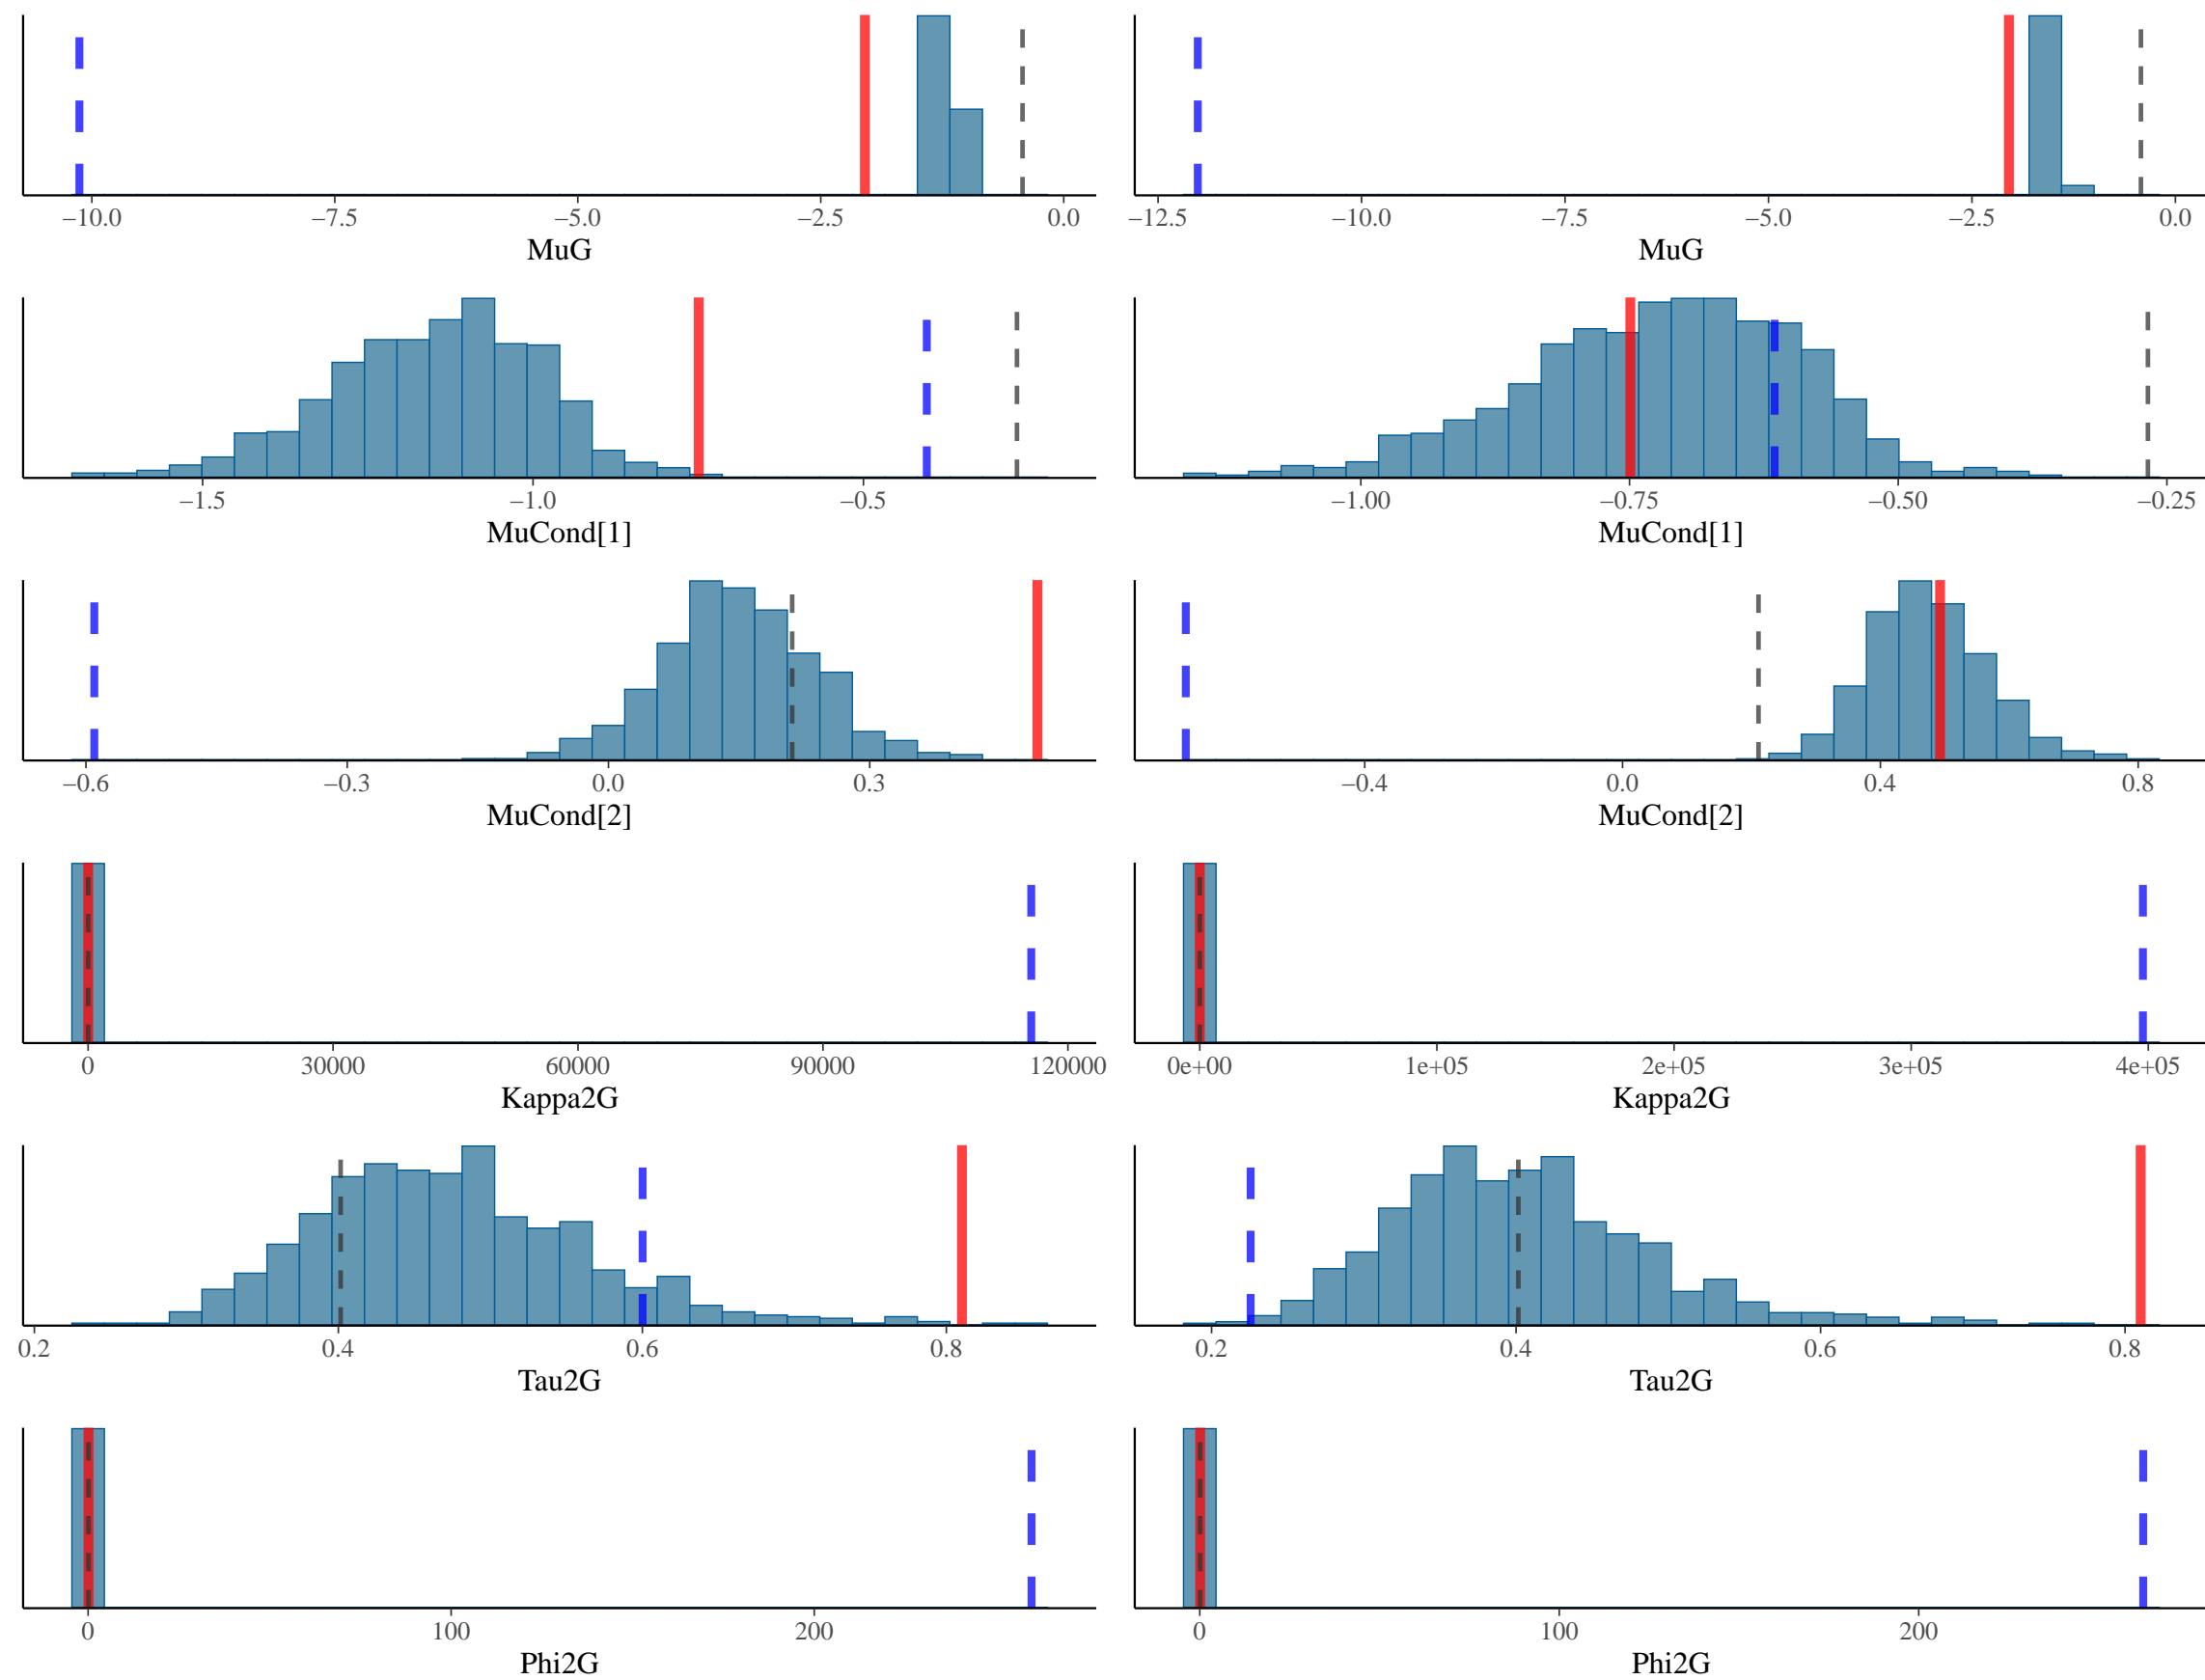 −10.0 −7.5 −5.0 −2.5 0.0 −12.5 −10.0 −7.5 −5.0 −2.5 0.0
MuG MuG
−1.5 −1.0 −0.5 −1.00 −0.75 −0.50 −0.25
MuCond[1] MuCond[1]
−0.6 −0.3 0.0 0.3 −0.4 0.0 0.4 0.8
MuCond[2] MuCond[2]
0 30000 60000 90000 120000 0e+00 1e+05 2e+05 3e+05 4e+05
Kappa2G Kappa2G
0.2 0.4 0.6 0.8 0.2 0.4 0.6 0.8
Tau2G Tau2G
0 100 200 0 100 200
Phi2G Phi2G